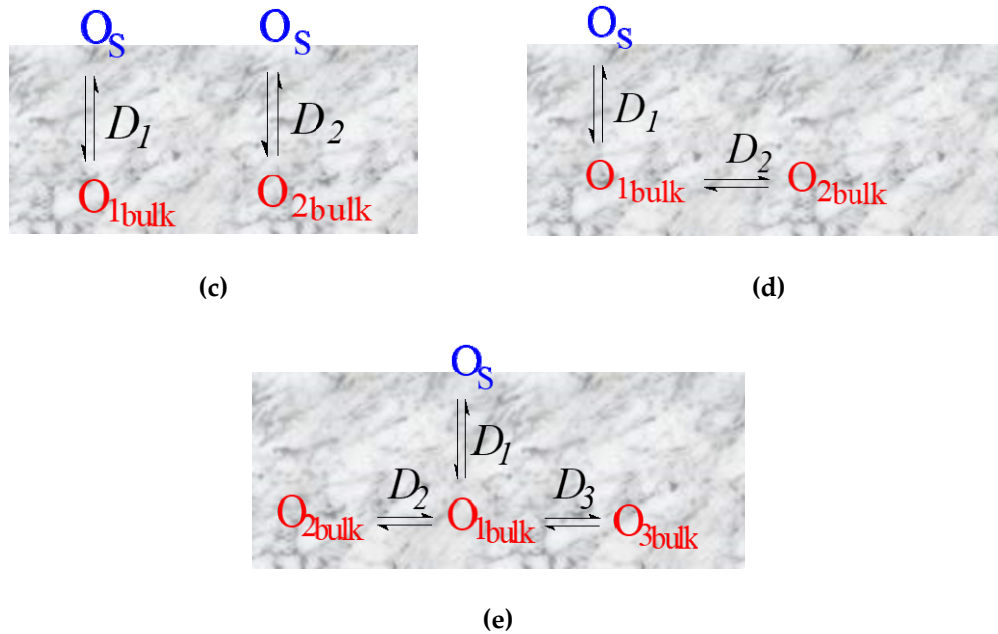 O_S O_S
D_1 D_2
O_1bulk O_2bulk
(c)
O_S
D_1
D_2
O_1bulk O_2bulk
(d)
O_S
D_1
D_2 D_3
O_2bulk O_1bulk O_3bulk
(e)